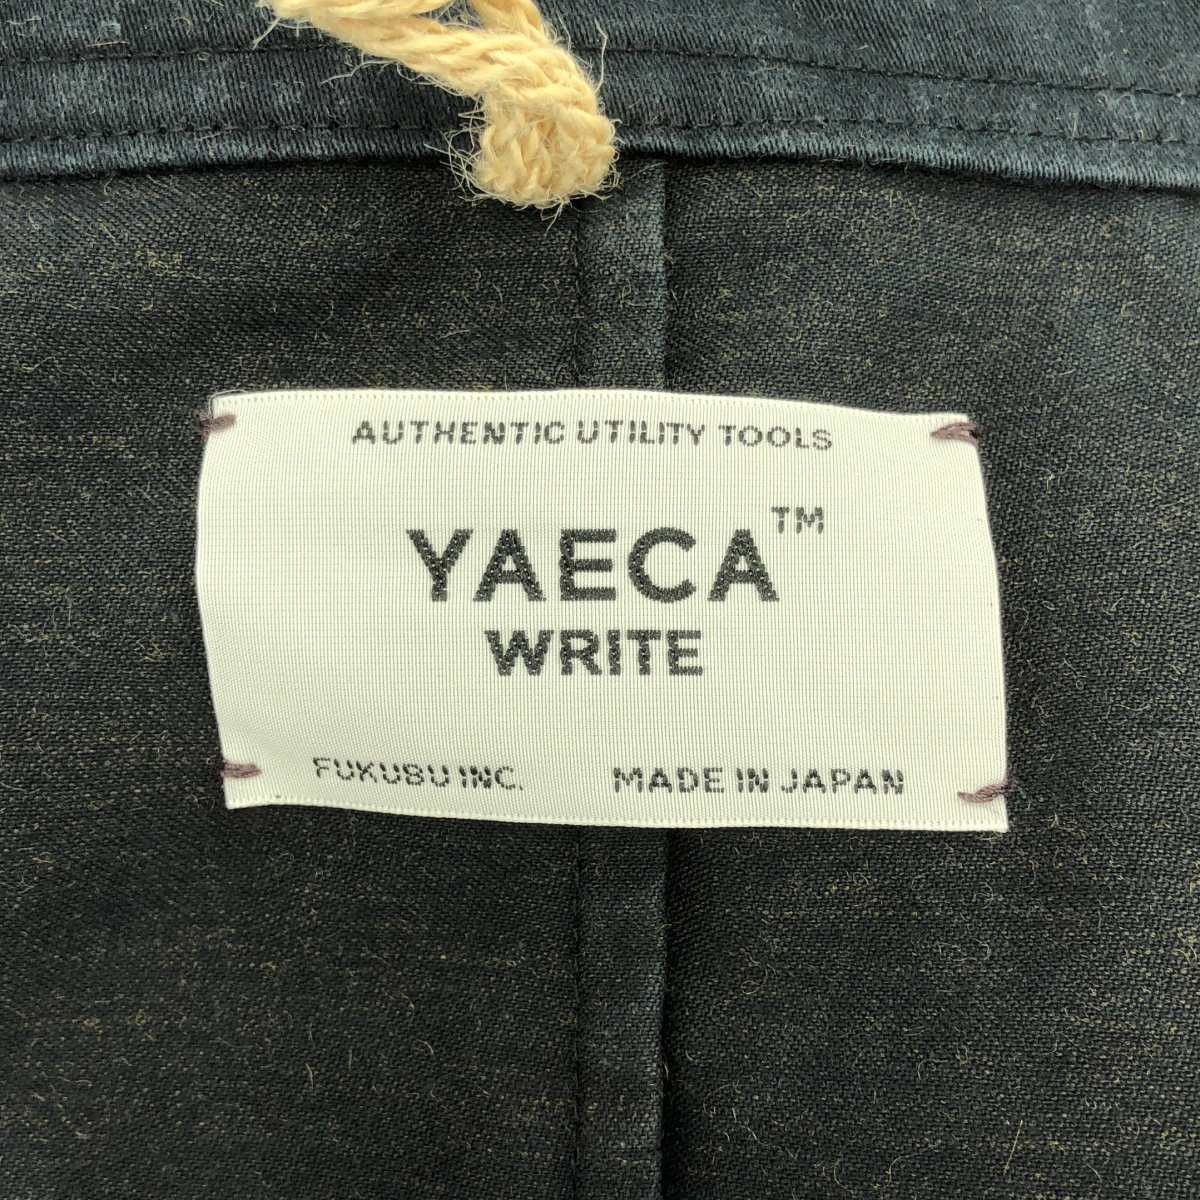 AUTHENTIC UTILITY TOOLS
YAECA™
WRITE
FUKUBU INC. MADE IN JAPAN